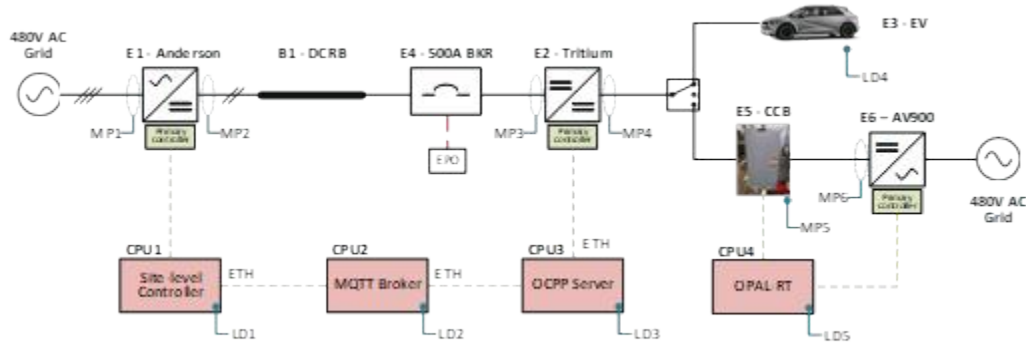 480V AC
Grid
E1 - Anderson
B1 - DCRB
E4 - 500A BKR
E2 - Tritium
E3 - EV
LD4
MP1
MP2
Primary
controller
EPO
MP3
MP4
Primary
controller
E5 - CCB
E6 – AV900
MP6
MP5
Primary
controller
480V AC
Grid
CPU1
Site-level
Controller
ETH
LD1
CPU2
MQTT Broker
ETH
LD2
CPU3
ETH
OCPP Server
LD3
CPU4
OPAL RT
LD5